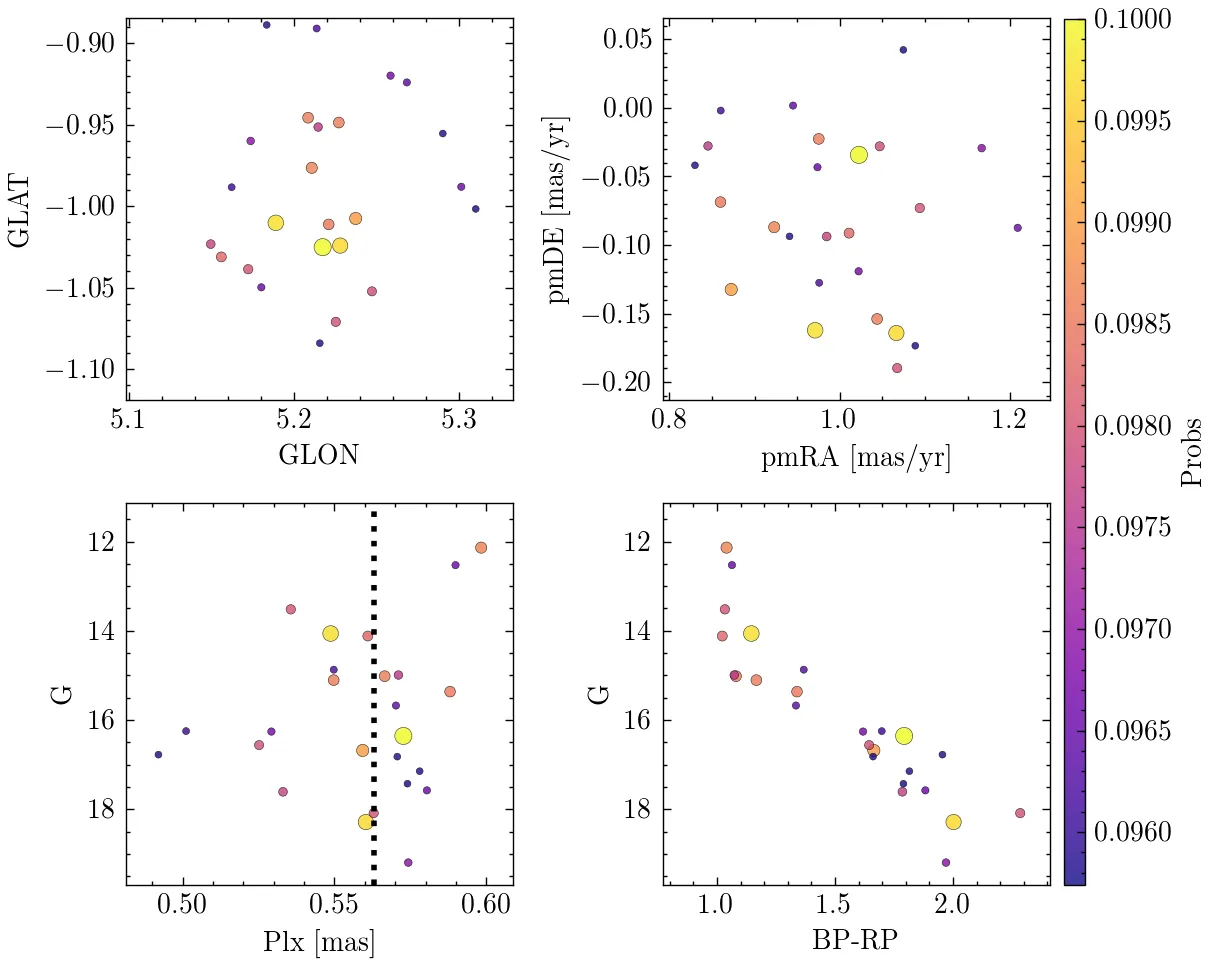 −0.90
−0.95
−1.00
−1.05
−1.10
GLAT
5.1 5.2 5.3
GLON
0.05
0.00
−0.05
−0.10
−0.15
−0.20
pmDE [mas/yr]
0.8 1.0 1.2
pmRA [mas/yr]
12
14
16
18
G
0.50 0.55 0.60
Plx [mas]
12
14
16
18
G
1.0 1.5 2.0
BP-RP
0.1000
0.0995
0.0990
0.0985
0.0980
0.0975
0.0970
0.0965
0.0960
Probs